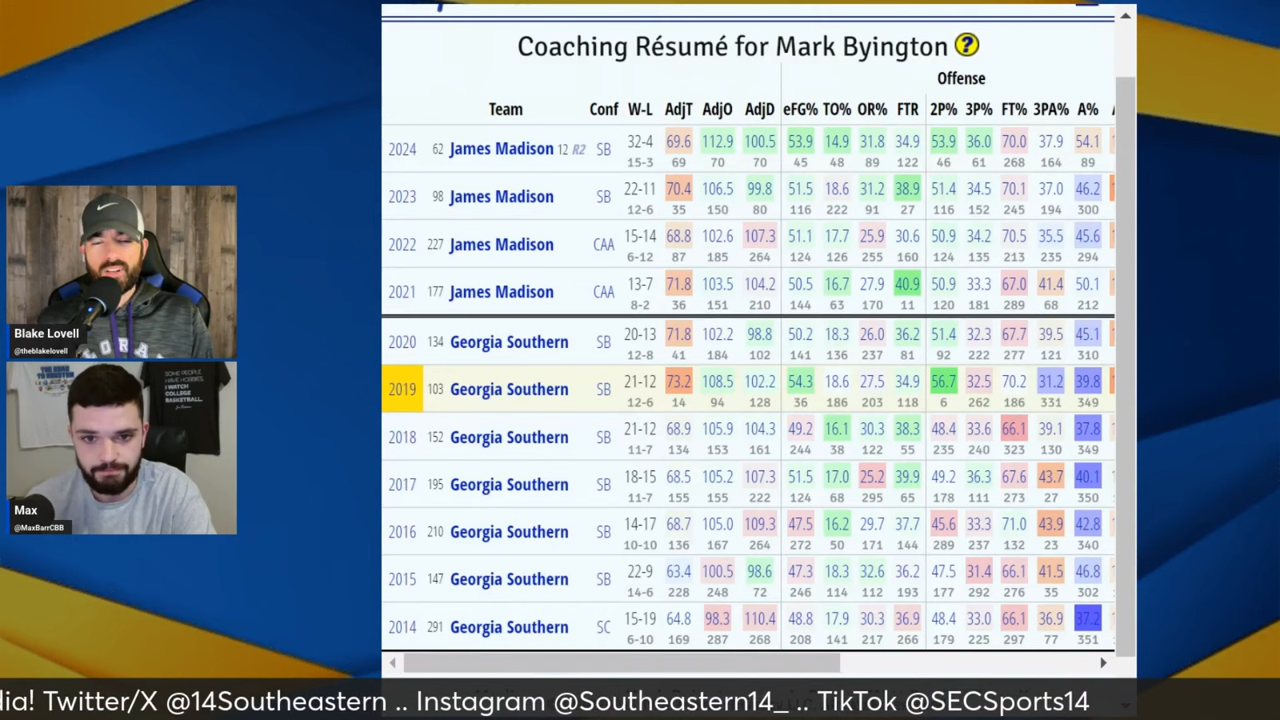 Coaching Résumé for Mark Byington ?
Offense
Team Conf W-L AdjT AdjO AdjD eFG% TO% OR% FTR 2P% 3P% FT% 3PA% A%
2024 62 James Madison 12 R2 SB 32-4 69.6 112.9 100.5 53.9 14.9 31.8 34.9 53.9 36.0 70.0 37.9 54.1
15-3 69 70 70 45 48 89 122 46 61 268 164 89
2023 98 James Madison SB 22-11 70.4 106.5 99.8 51.5 18.6 31.2 38.9 51.4 34.5 70.1 37.0 46.2
12-6 35 150 80 116 222 91 27 116 152 245 194 300
2022 227 James Madison CAA 15-14 68.8 102.6 107.3 51.1 17.7 25.9 30.6 50.9 34.2 70.5 35.5 45.6
6-12 87 185 264 124 126 255 160 124 135 213 235 294
2021 177 James Madison CAA 13-7 71.8 103.5 104.2 50.5 16.7 27.9 40.9 50.9 33.3 67.0 41.4 50.1
8-2 36 151 210 144 63 170 11 120 181 289 68 212
2020 134 Georgia Southern SB 20-13 71.8 102.2 98.8 50.2 18.3 26.0 36.2 51.4 32.3 67.7 39.5 45.1
12-8 41 184 102 141 136 237 81 92 222 277 121 310
2019 103 Georgia Southern SB 21-12 73.2 108.5 102.2 54.3 18.6 27.5 34.9 56.7 32.5 70.2 31.2 39.8
12-6 14 94 128 36 186 203 118 6 262 186 331 349
2018 152 Georgia Southern SB 21-12 68.9 105.9 104.3 49.2 16.1 30.3 38.3 48.4 33.6 66.1 39.1 37.8
11-7 134 153 161 244 38 122 55 235 240 323 130 349
2017 195 Georgia Southern SB 18-15 68.5 105.2 107.3 51.5 17.0 25.2 39.9 49.2 36.3 67.6 43.7 40.1
11-7 155 155 222 124 68 295 65 178 111 273 27 350
2016 210 Georgia Southern SB 14-17 68.7 105.0 109.3 47.5 16.2 29.7 37.7 45.6 33.3 71.0 43.9 42.8
10-10 136 167 264 272 50 171 144 289 237 132 23 340
2015 147 Georgia Southern SB 22-9 63.4 100.5 98.6 47.3 18.3 32.6 36.2 47.5 31.4 66.1 41.5 46.8
14-6 228 248 72 246 114 112 193 177 292 276 35 302
2014 291 Georgia Southern SC 15-19 64.8 98.3 110.4 48.8 17.9 30.3 36.9 48.4 33.0 66.1 36.9 37.2
6-10 169 287 268 208 141 217 266 179 225 297 77 351
Blake Lovell
@theblakelovell
SOME PEOPLE
HAVE HOBBIES,
I WATCH
COLLEGE
BASKETBALL.
Max
@MaxBarrCBB
dia! Twitter/X @14Southeastern .. Instagram @Southeastern14_ .. TikTok @SECSports14